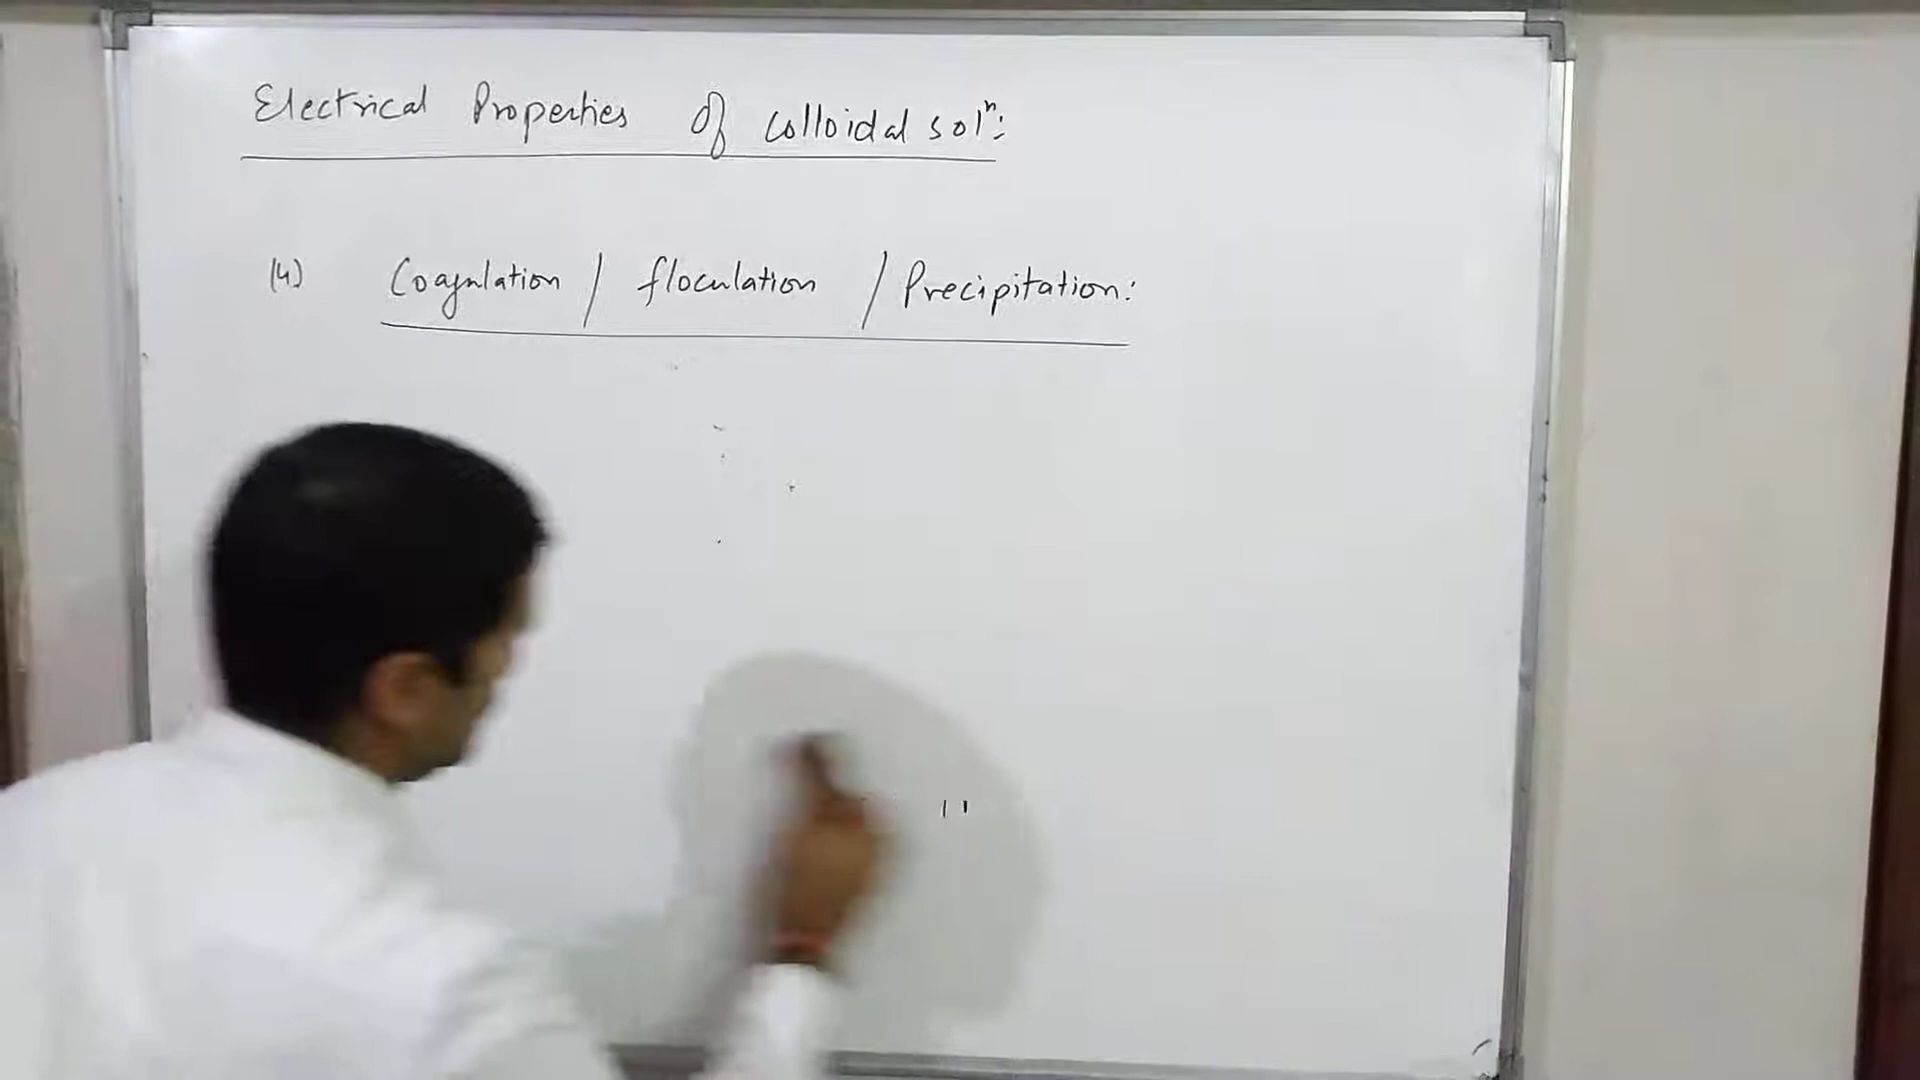 Electrical Properties of colloidal solⁿ:
(4) Coagulation / floculation / Precipitation: